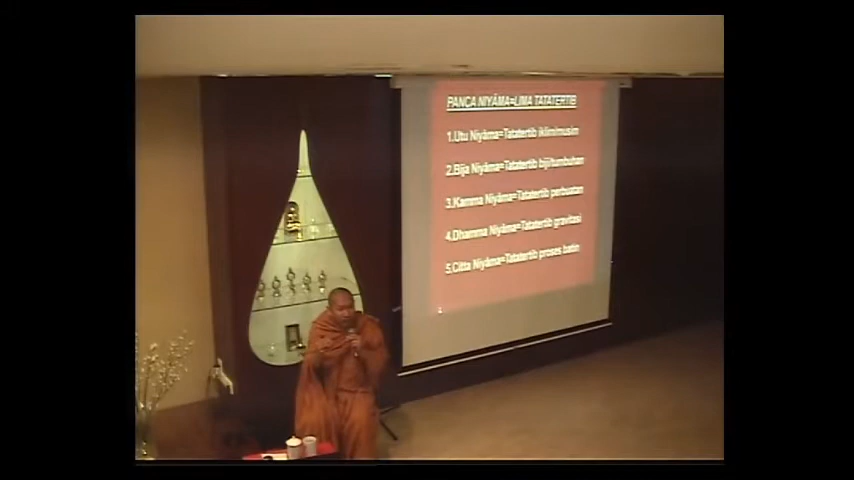 PANCA NIYĀMA=LIMA TATATERTIB
1.Utu Niyāma=Tatatertib iklim/musim
2.Bija Niyāma=Tatatertib biji/tumbuhan
3.Kamma Niyāma=Tatatertib perbuatan
4.Dhamma Niyāma=Tatatertib gravitasi
5.Citta Niyāma=Tatatertib proses batin